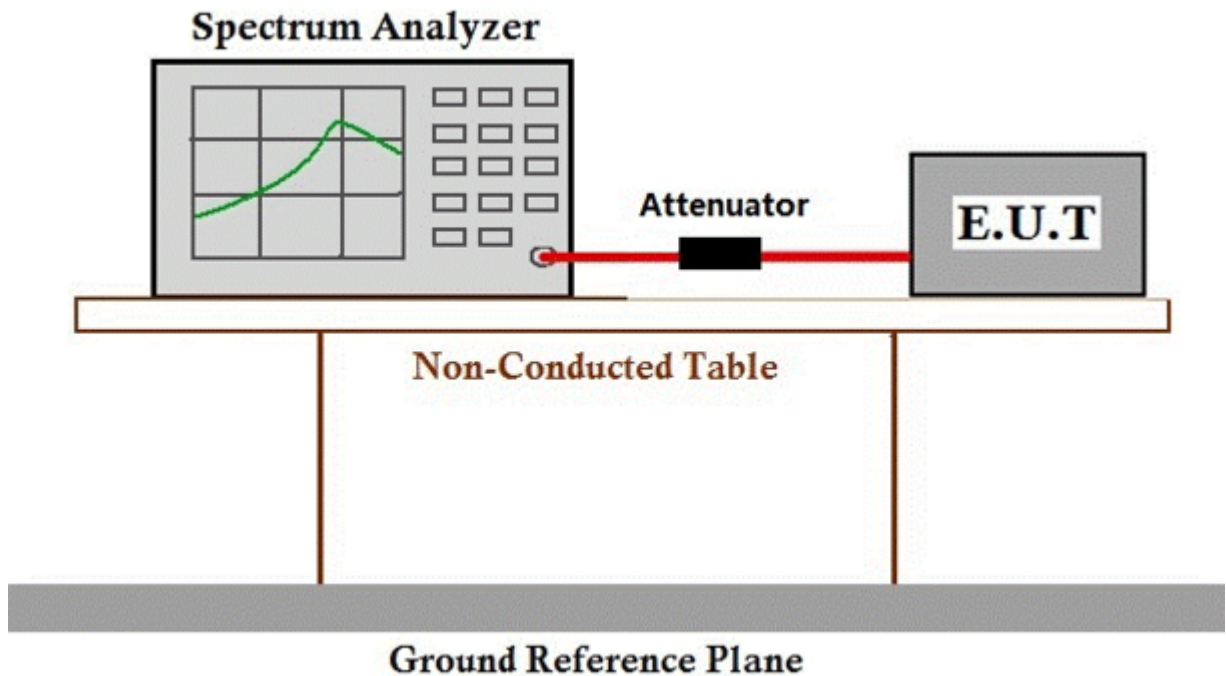 Spectrum Analyzer
Attenuator
E.U.T
Non-Conducted Table
Ground Reference Plane